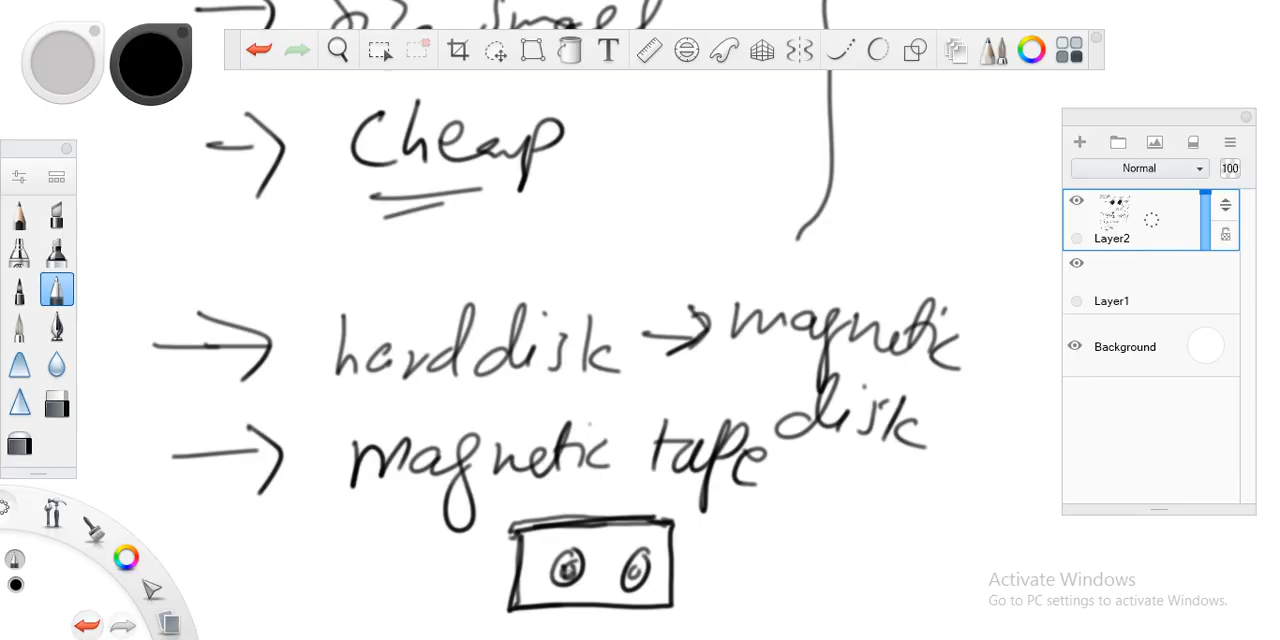 → small
T
→ Cheap
Normal 100
Layer2
Layer1
→ harddisk → magnetic
disk
Background
→ magnetic tape
Activate Windows
Go to PC settings to activate Windows.